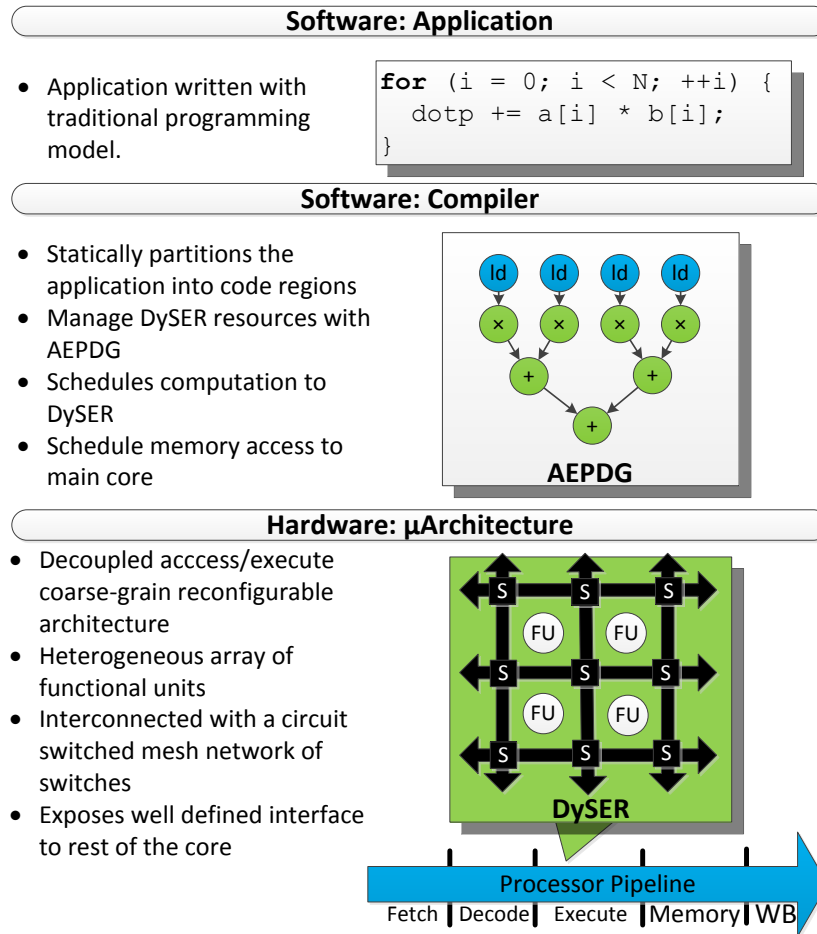 Software: Application
• Application written with
traditional programming
model.
for (i = 0; i < N; ++i) {
dotp += a[i] * b[i];
}
Software: Compiler
• Statically partitions the
application into code regions
• Manage DySER resources with
AEPDG
• Schedules computation to
DySER
• Schedule memory access to
main core
ld ld ld ld
× × × ×
+ +
+
AEPDG
Hardware: µArchitecture
• Decoupled acccess/execute
coarse-grain reconfigurable
architecture
• Heterogeneous array of
functional units
• Interconnected with a circuit
switched mesh network of
switches
• Exposes well defined interface
to rest of the core
S S S
FU FU
S S S
FU FU
S S S
DySER
Processor Pipeline
Fetch Decode Execute Memory WB